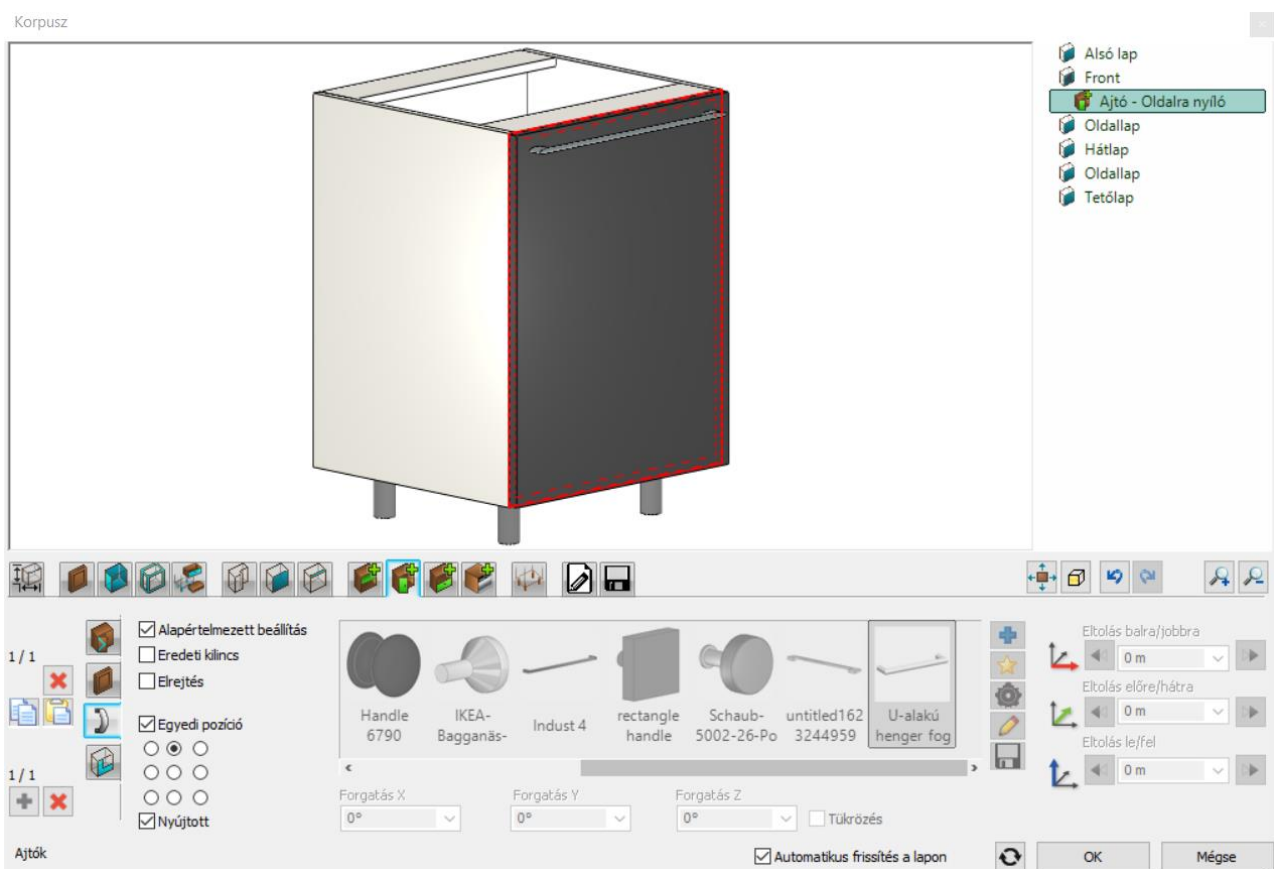 Korpusz
Alsó lap
Front
Ajtó - Oldalra nyíló
Oldallap
Hátlap
Oldallap
Tetőlap
1 / 1
1 / 1
Alapértelmezett beállítás
Eredeti kilincs
Elrejtés
Egyedi pozíció
Nyújtott
Handle
6790
IKEA-
Bagganäs-
Indust 4
rectangle
handle
Schaub-
5002-26-Po
untitled162
3244959
U-alakú
henger fog
Forgatás X
0°
Forgatás Y
0°
Forgatás Z
0°
Tükrözés
Eltolás balra/jobbra
0 m
Eltolás előre/hátra
0 m
Eltolás le/fel
0 m
Ajtók
Automatikus frissítés a lapon
OK
Mégse